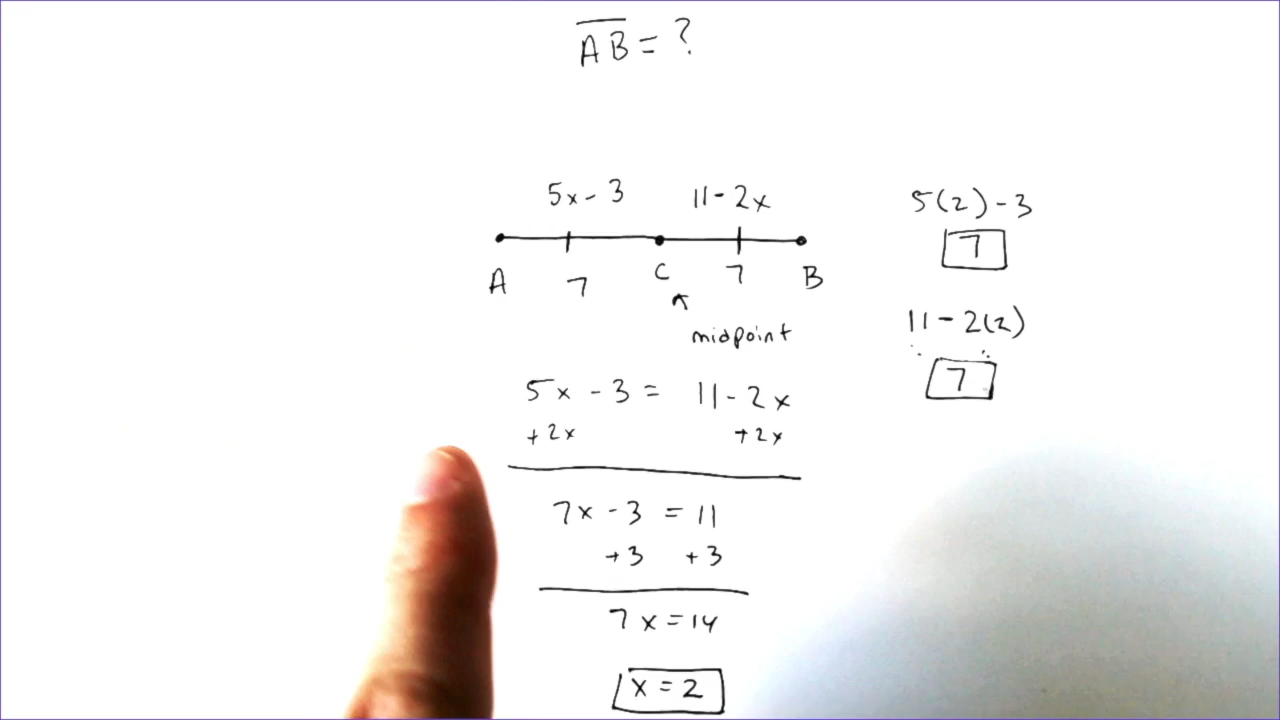 AB = ?
5x - 3 11 - 2x
A 7 C 7 B
midpoint
5x - 3 = 11 - 2x
+2x +2x
7x - 3 = 11
+3 +3
7x = 14
x = 2
5(2) - 3
7
11 - 2(2)
7